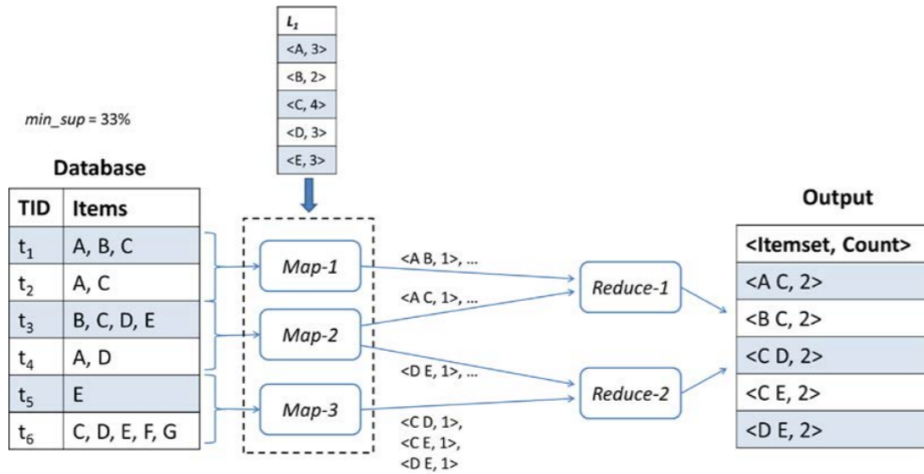 L₁
<A, 3>
<B, 2>
<C, 4>
<D, 3>
<E, 3>
min_sup = 33%
Database
TID Items
t₁ A, B, C
t₂ A, C
t₃ B, C, D, E
t₄ A, D
t₅ E
t₆ C, D, E, F, G
Map-1
Map-2
Map-3
<A B, 1>, ...
<A C, 1>, ...
<D E, 1>, ...
<C D, 1>,
<C E, 1>,
<D E, 1>
Reduce-1
Reduce-2
Output
<Itemset, Count>
<A C, 2>
<B C, 2>
<C D, 2>
<C E, 2>
<D E, 2>